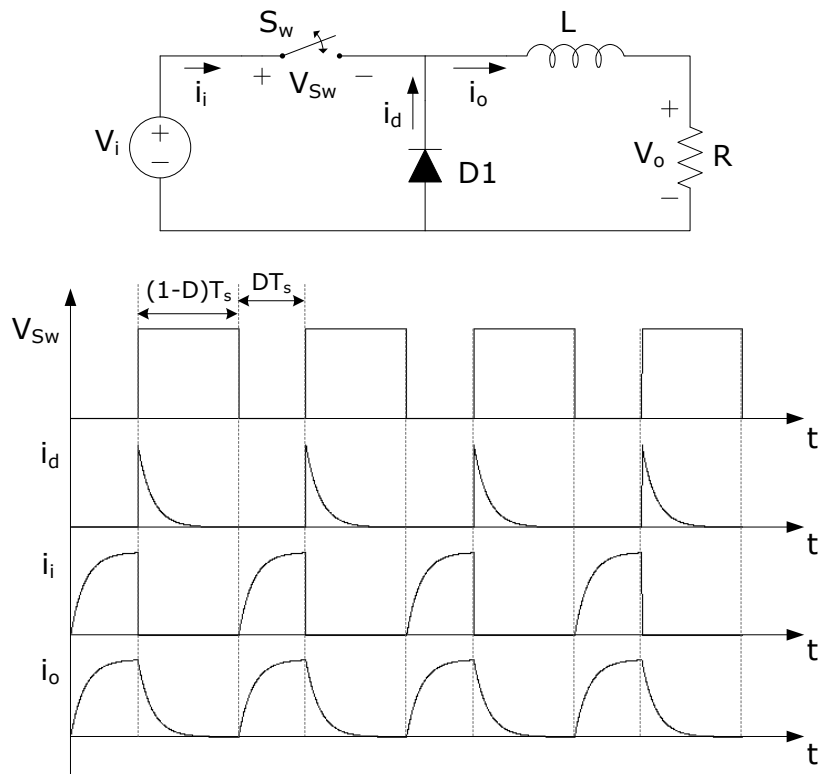 S_w
L
+ V_Sw −
i_i
i_d
i_o
+
V_i
+
−
D1
V_o
R
−
(1-D)T_s
DT_s
V_Sw
t
i_d
t
i_i
t
i_o
t